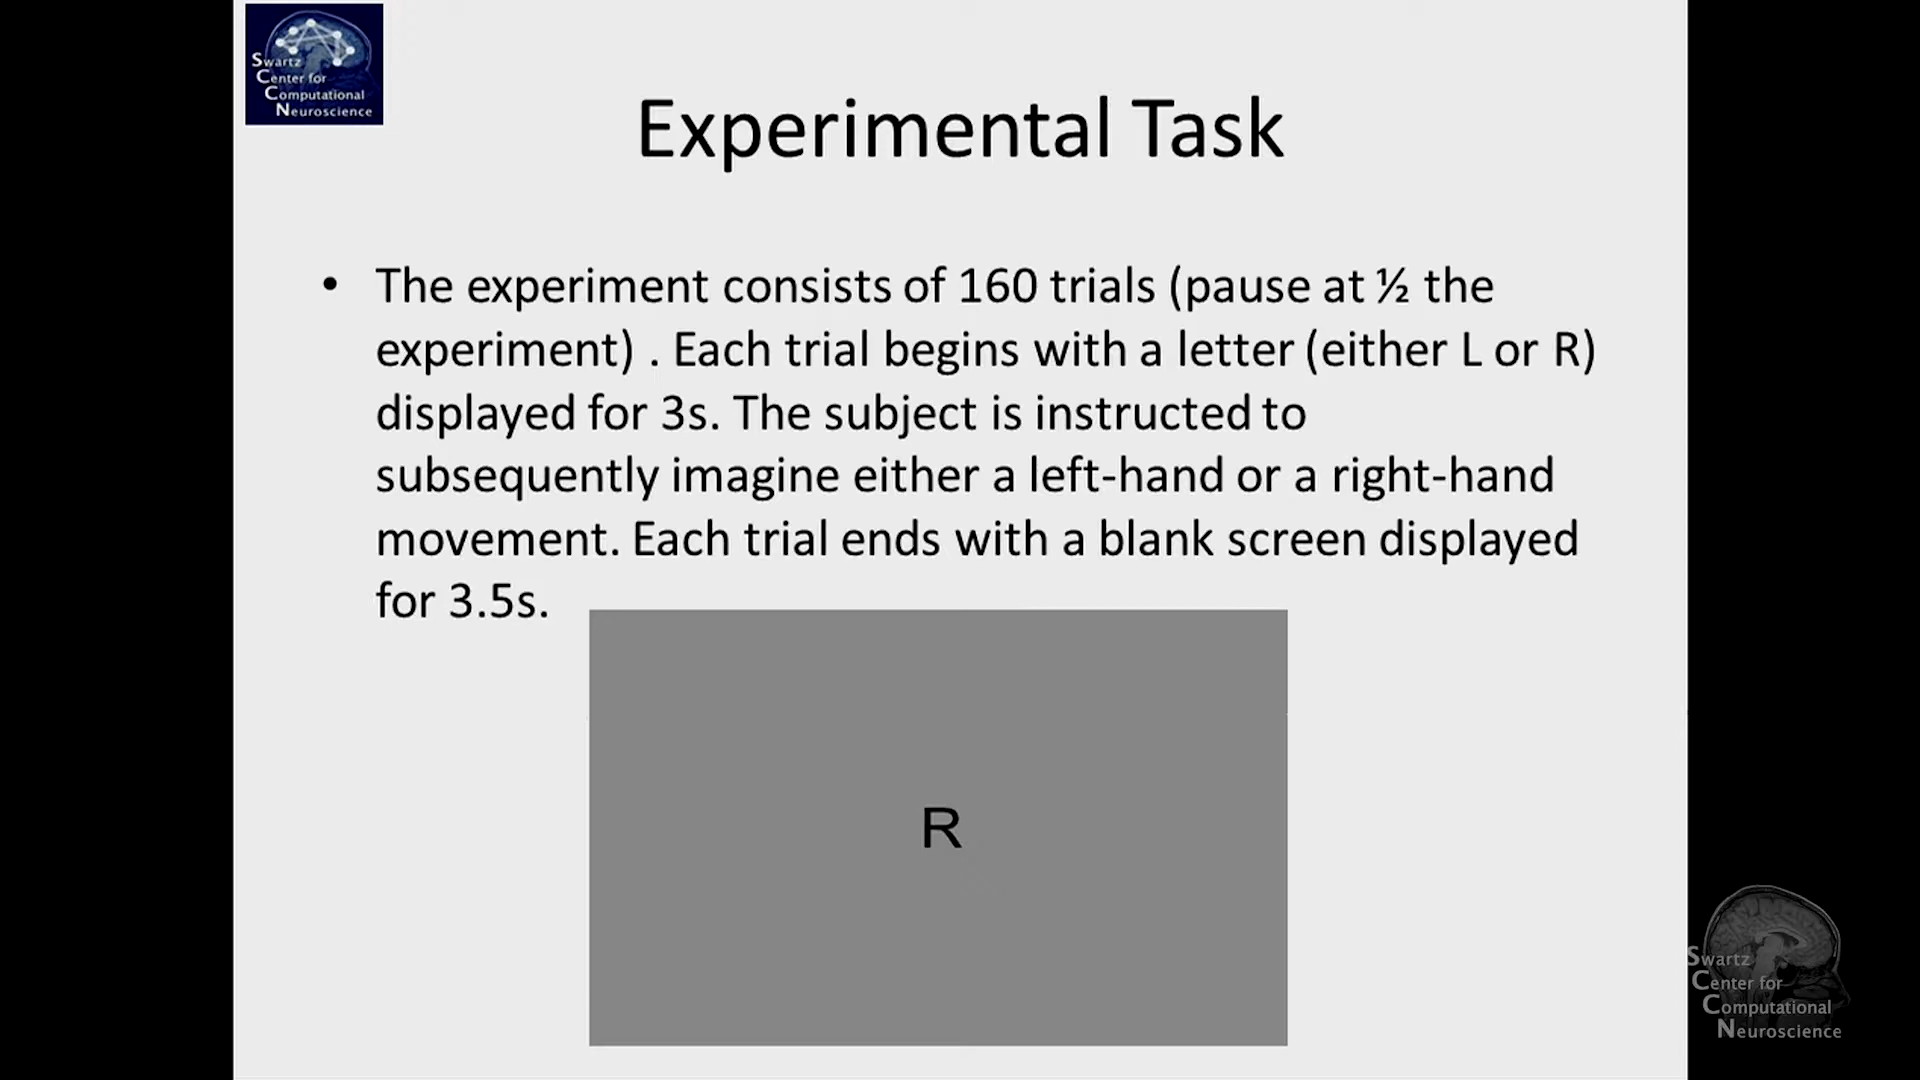 Swartz
Center for
Computational
Neuroscience
Experimental Task
• The experiment consists of 160 trials (pause at ½ the
experiment) . Each trial begins with a letter (either L or R)
displayed for 3s. The subject is instructed to
subsequently imagine either a left-hand or a right-hand
movement. Each trial ends with a blank screen displayed
for 3.5s.
R
Swartz
Center for
Computational
Neuroscience